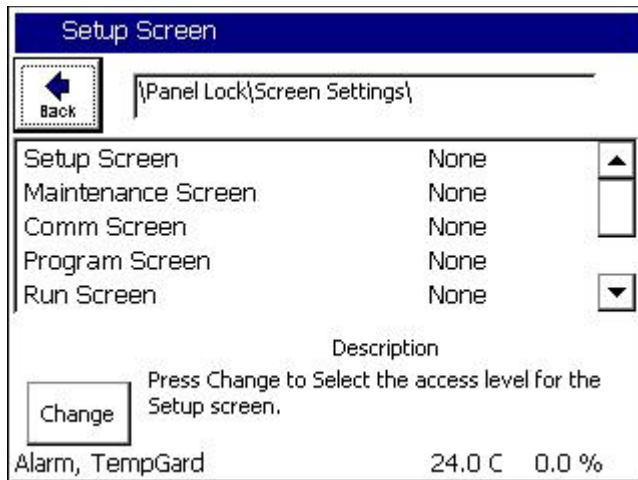 Setup Screen
Back
\Panel Lock\Screen Settings\
Setup Screen None
Maintenance Screen None
Comm Screen None
Program Screen None
Run Screen None
Description
Press Change to Select the access level for the
Setup screen.
Change
Alarm, TempGard 24.0 C 0.0 %